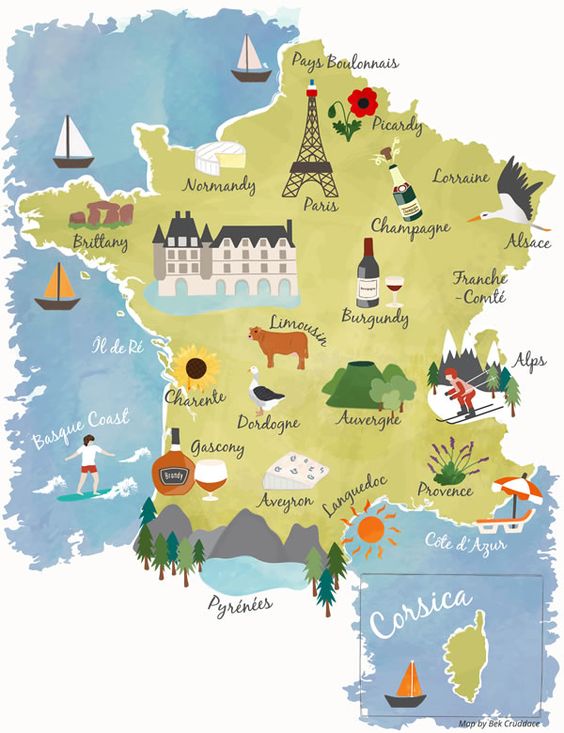 Pays Boulonnais
Picardy
Normandy
Paris
Lorraine
Champagne
Alsace
Brittany
Burgundy
Franche
-Comté
Limousin
Îl de Ré
Alps
Charente
Dordogne
Auvergne
Basque Coast
Gascony
Brandy
Aveyron
Languedoc
Provence
Côte d'Azur
Pyrénées
Corsica
Map by Bek Cruddace